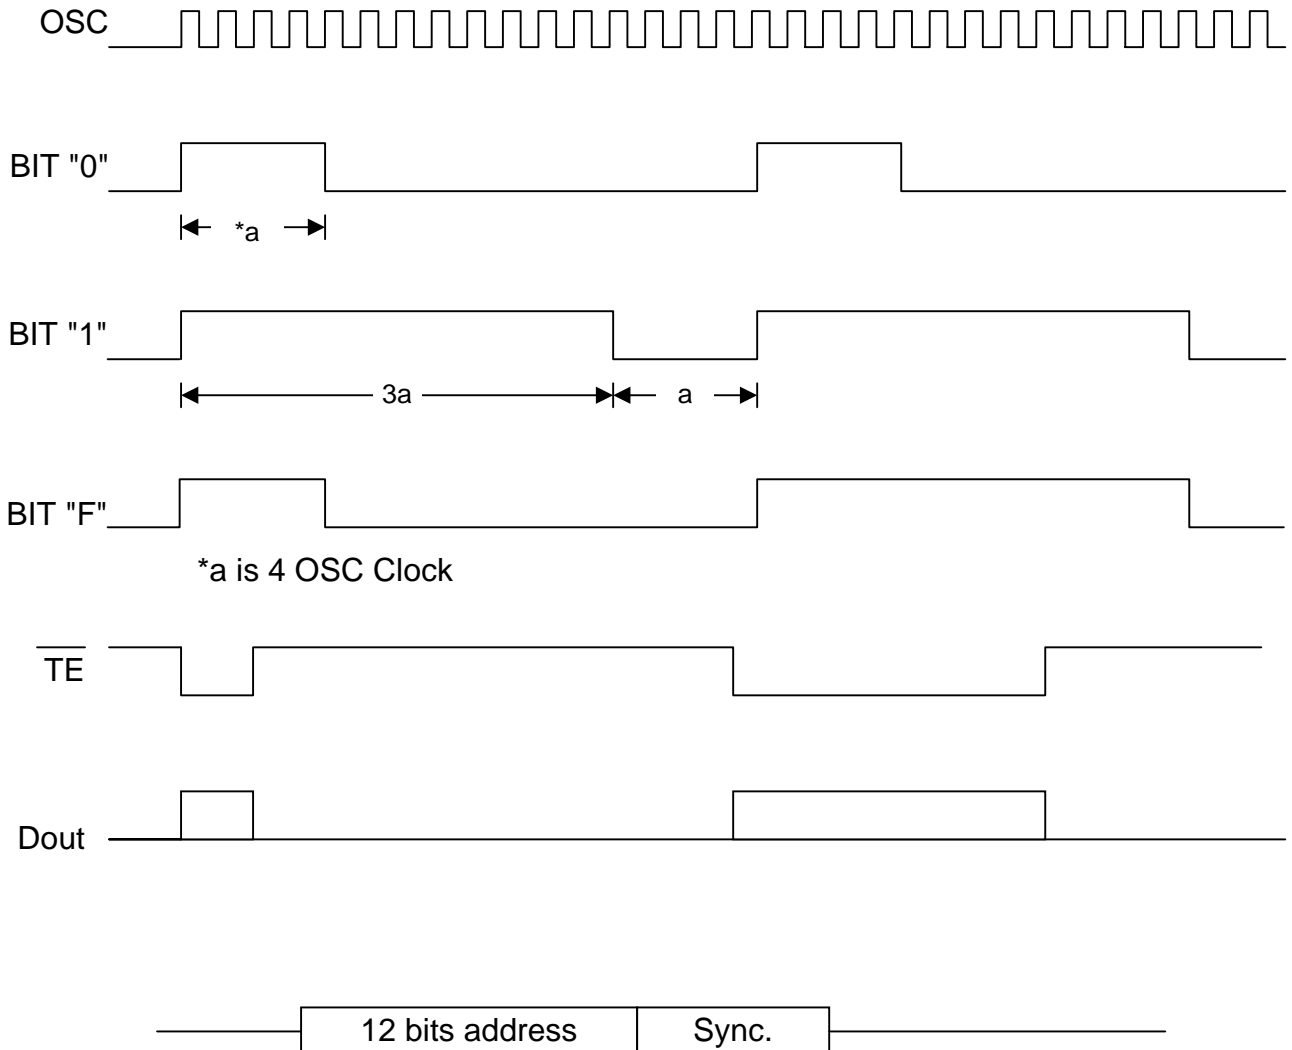 OSC
BIT "0"
*a
BIT "1"
3a
a
BIT "F"
*a is 4 OSC Clock
TE
Dout
12 bits address
Sync.